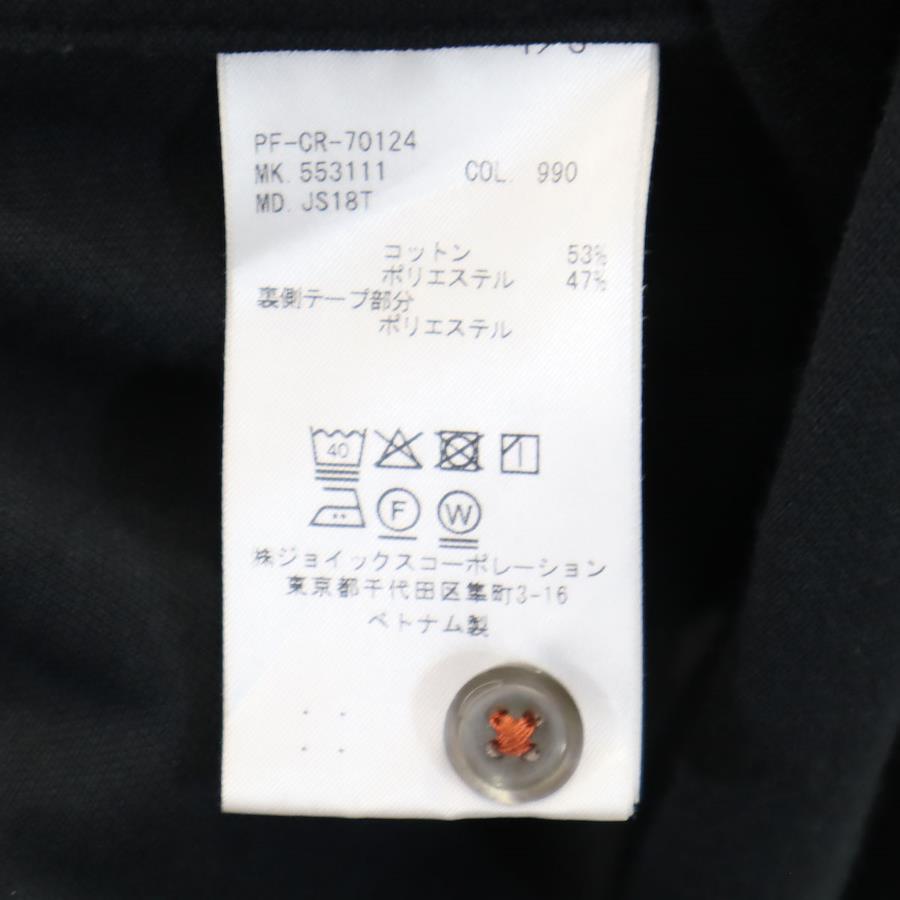 PF-CR-70124
MK. 553111 COL. 990
MD. JS18T
コットン 53%
ポリエステル 47%
裏側テープ部分
ポリエステル
40
F W
㈱ジョイックスコーポレーション
東京都千代田区隼町3-16
ベトナム製